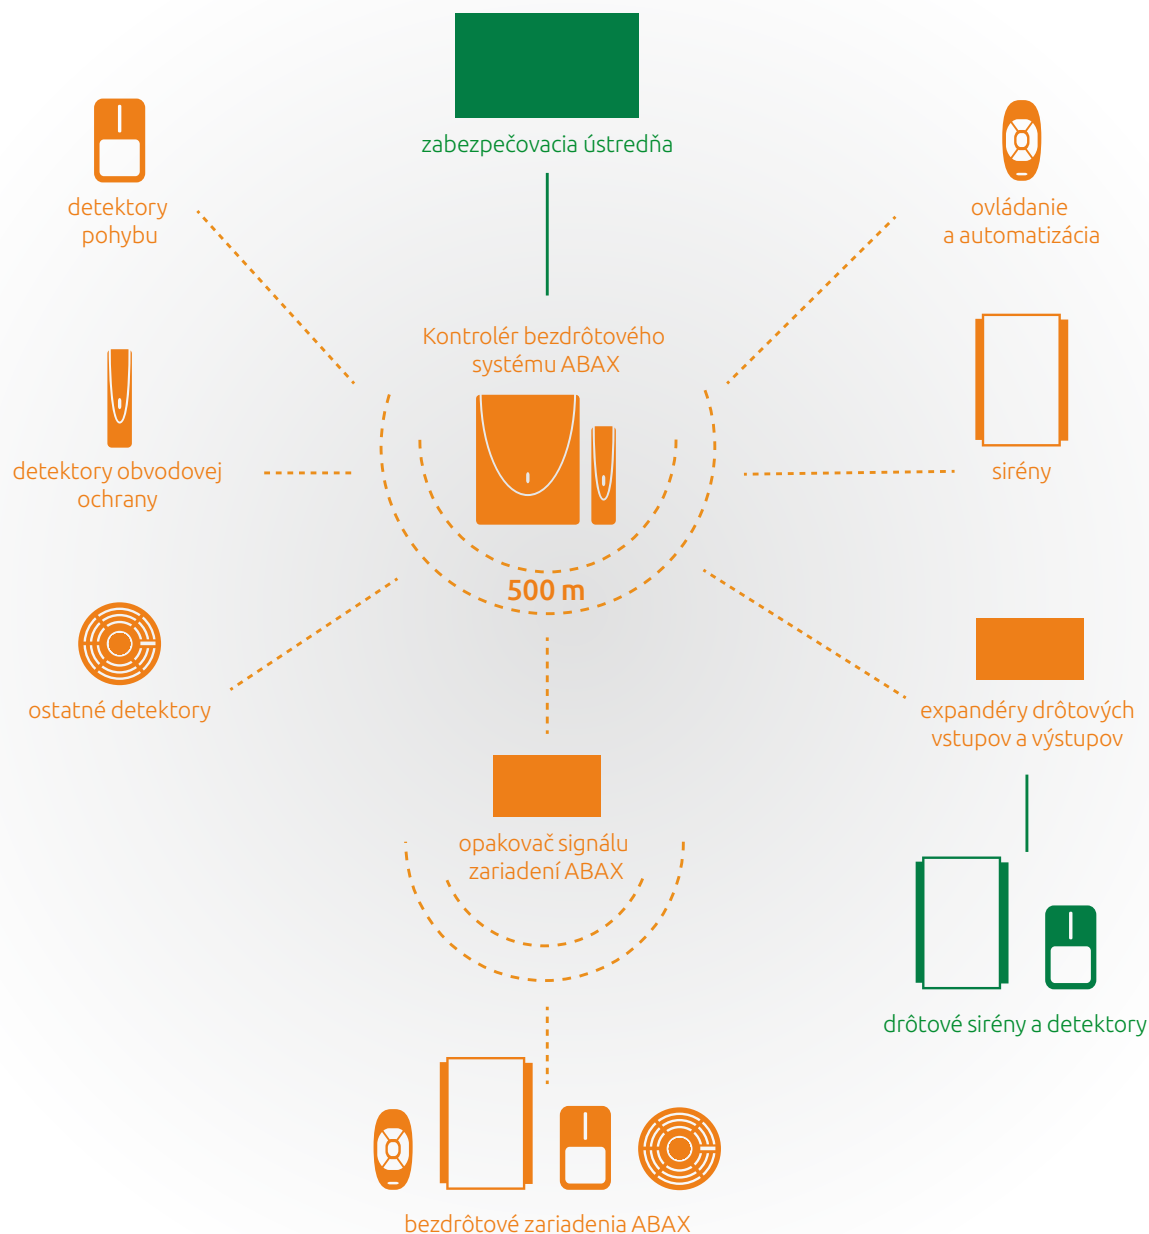 zabezpečovacia ústredňa
detektory
pohybu
ovládanie
a automatizácia
Kontrolér bezdrôtového
systému ABAX
detektory obvodovej
ochrany
sirény
500 m
ostatné detektory
expandéry drôtových
vstupov a výstupov
opakovač signálu
zariadení ABAX
drôtové sirény a detektory
bezdrôtové zariadenia ABAX